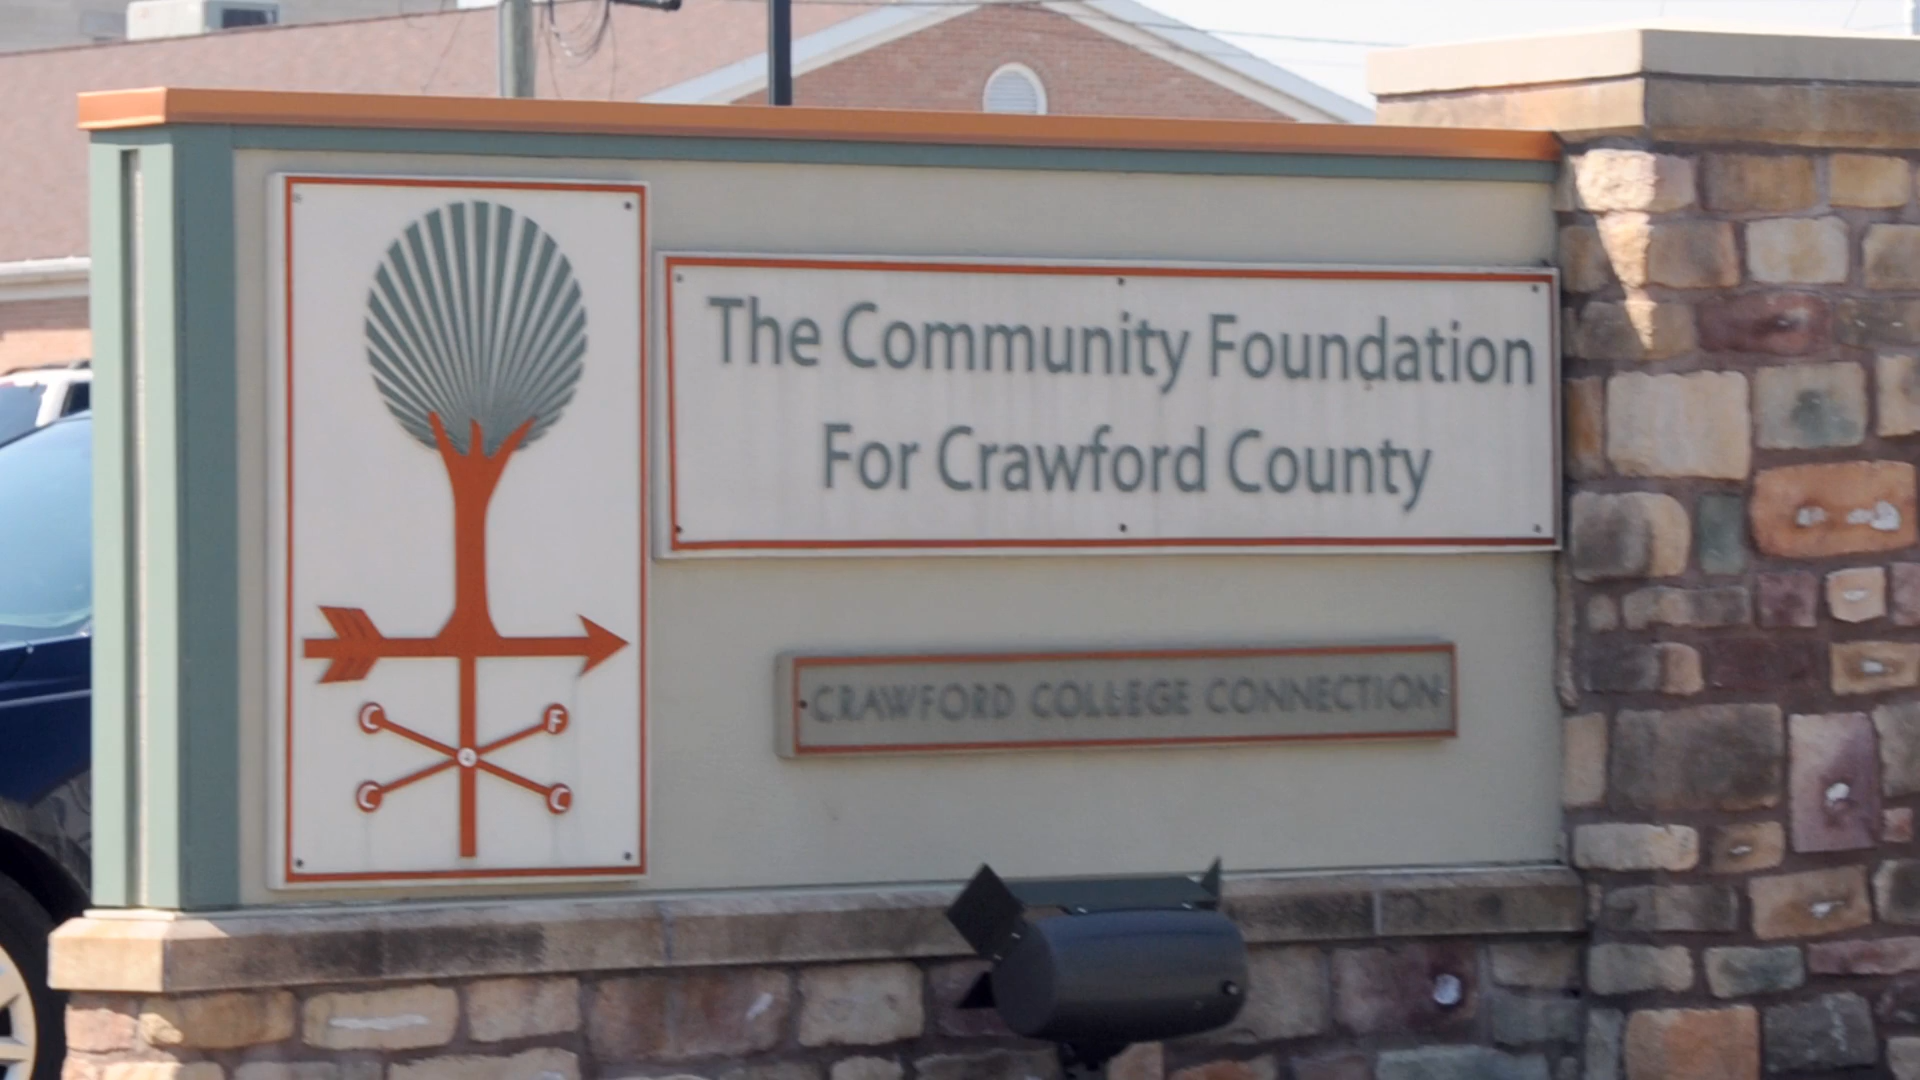 The Community Foundation
For Crawford County
CRAWFORD COLLEGE CONNECTION
C F
C C